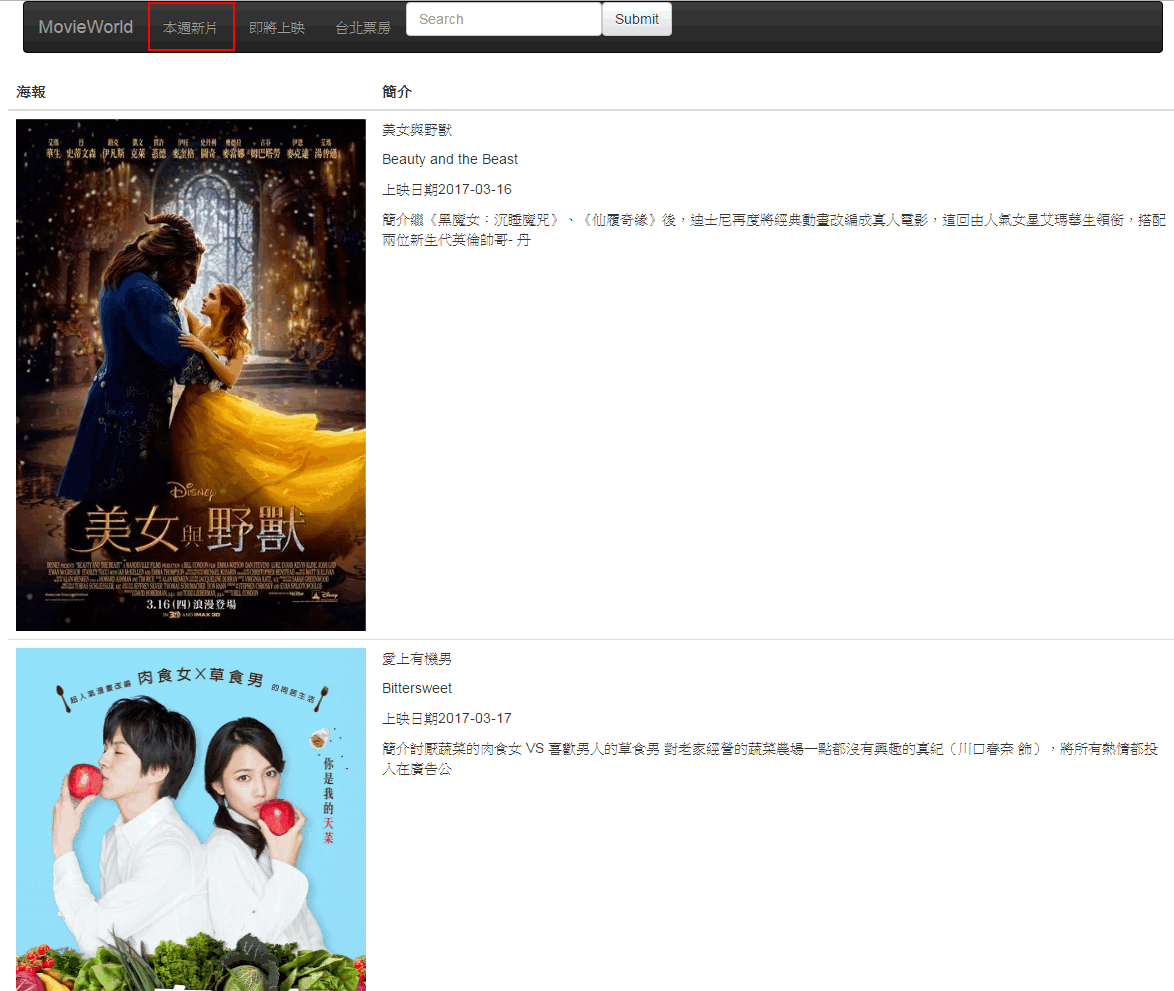 MovieWorld 本週新片 即將上映 台北票房 Search Submit
海報 簡介
艾瑪 丹 路克 凱文 喬許 伊旺 史丹利 奧德拉 古古 伊恩 艾瑪
華生 史蒂文森 伊凡斯 克萊 蓋德 麥奎格 圖奇 麥當娜 姆巴塔勞 麥克連 湯普遜
DISNEY
美女與野獸
3.16 (四) 浪漫登場
IN 3D AND IMAX 3D
美女與野獸
Beauty and the Beast
上映日期2017-03-16
簡介繼《黑魔女：沉睡魔咒》、《仙履奇緣》後，迪士尼再度將經典動畫改編成真人電影，這回由人氣女星艾瑪華生領銜，搭配
兩位新生代英倫帥哥- 丹
超人氣漫畫改編 肉食女X草食男 的同居生活
你是我的天菜
愛上有機男
Bittersweet
上映日期2017-03-17
簡介討厭蔬菜的肉食女 VS 喜歡男人的草食男 對老家經營的蔬菜農場一點都沒有興趣的真紀（川口春奈 飾），將所有熱情都投
入在廣告公